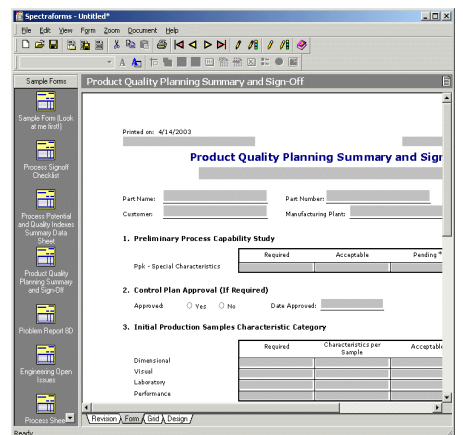 Spectraforms - Untitled*
File Edit View Form Zoom Document Help
Sample Forms
Product Quality Planning Summary and Sign-Off
Sample Form (Look
at me first!)
Process Signoff
Checklist
Process Potential
and Quality Indexes
Summary Data
Sheet
Product Quality
Planning Summary
and Sign-Off
Problem Report 8D
Engineering Open
Issues
Process Shee
Printed on: 4/14/2003
Product Quality Planning Summary and Sign
Part Name: Part Number:
Customer: Manufacturing Plant:
1. Preliminary Process Capability Study
Required Acceptable Pending *
Ppk - Special Characteristics
2. Control Plan Approval (If Required)
Approved: Yes No Date Approved:
3. Initial Production Samples Characteristic Category
Required Characteristics per Acceptable
Sample
Dimensional
Visual
Laboratory
Performance
Revision Form Grid Design
Ready